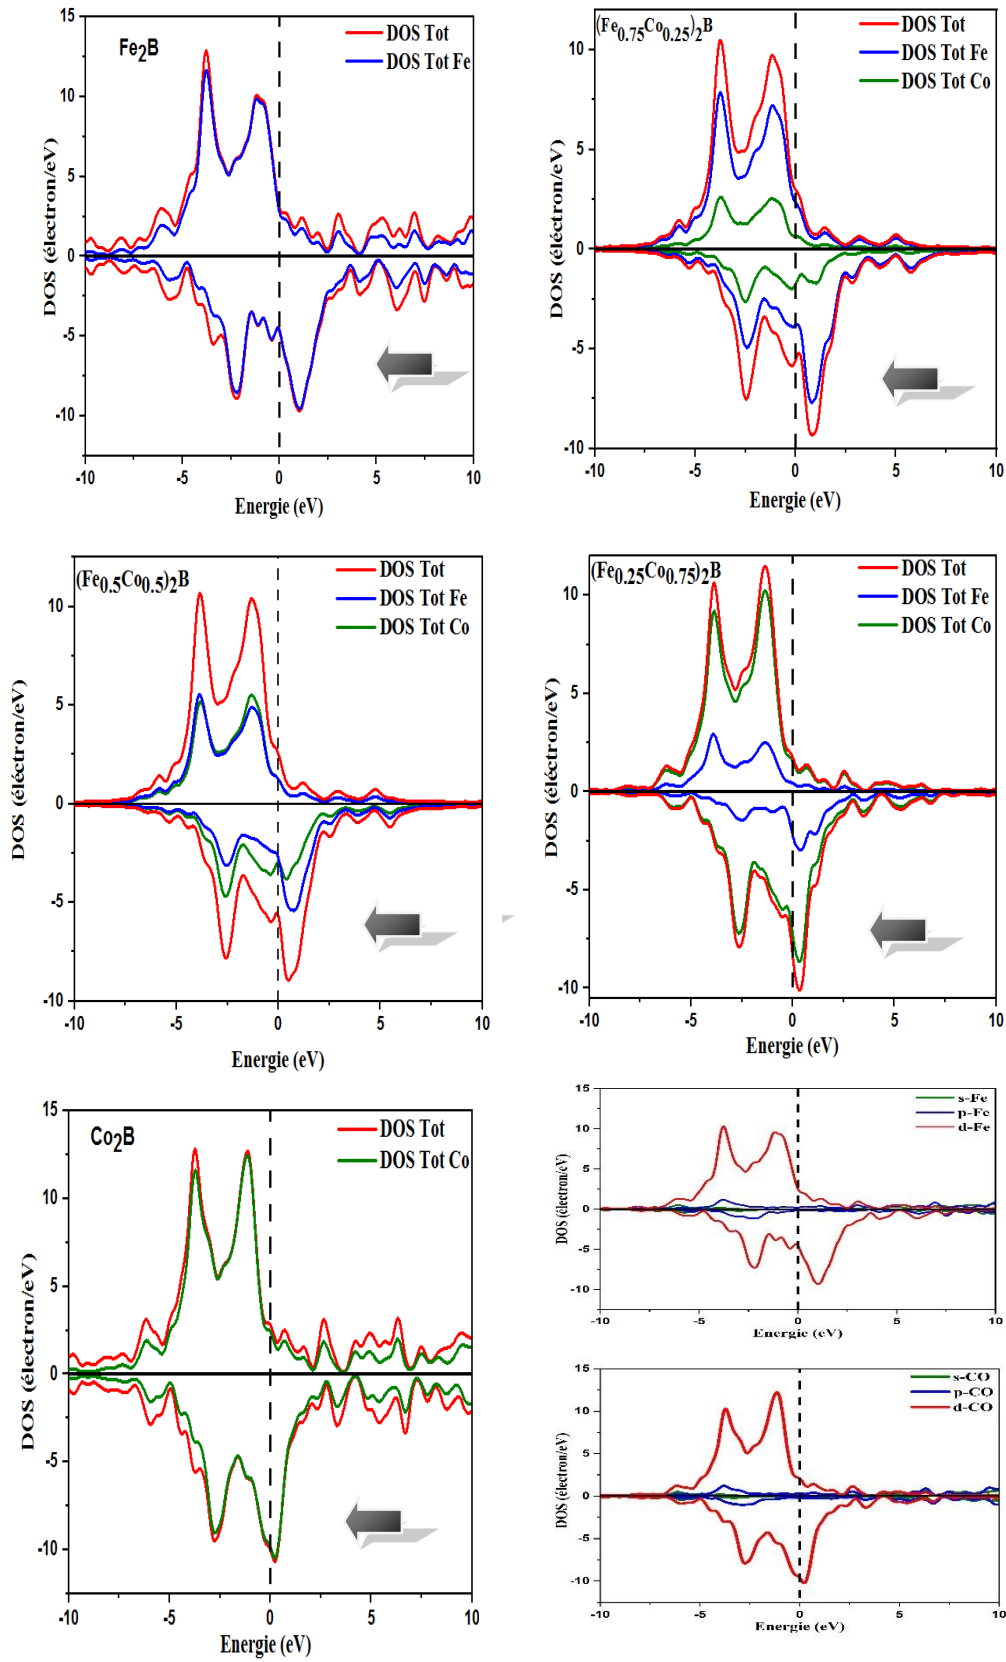 Fe2B
DOS Tot
DOS Tot Fe
15
10
5
0
-5
-10
DOS (électron/eV)
-10
-5
0
5
10
Energie (eV)
(Fe0.75Co0.25)2B
DOS Tot
DOS Tot Fe
DOS Tot Co
10
5
0
-5
-10
DOS (éléctron/eV)
-10
-5
0
5
10
Energie (eV)
(Fe0.5Co0.5)2B
DOS Tot
DOS Tot Fe
DOS Tot Co
10
5
0
-5
-10
DOS (éléctron/eV)
-10
-5
0
5
10
Energie (eV)
(Fe0.25Co0.75)2B
DOS Tot
DOS Tot Fe
DOS Tot Co
10
5
0
-5
-10
DOS (éléctron/eV)
-10
-5
0
5
10
Energie (eV)
Co2B
DOS Tot
DOS Tot Co
15
10
5
0
-5
-10
DOS (électron/eV)
-10
-5
0
5
10
Energie (eV)
s-Fe
p-Fe
d-Fe
15
10
5
0
-5
-10
DOS (électron/eV)
-10
-5
0
5
10
Energie (eV)
s-CO
p-CO
d-CO
15
10
5
0
-5
-10
DOS (électron/eV)
-10
-5
0
5
10
Energie (eV)